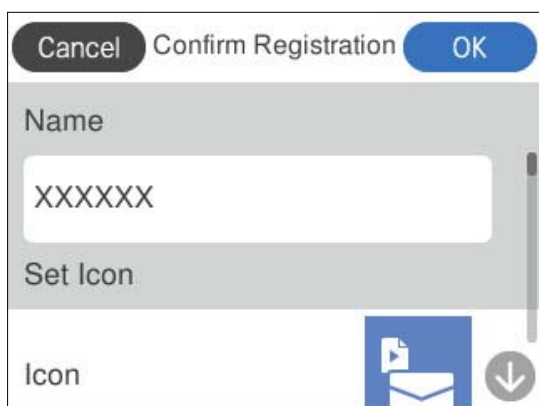 Cancel Confirm Registration OK
Name
XXXXXX
Set Icon
Icon